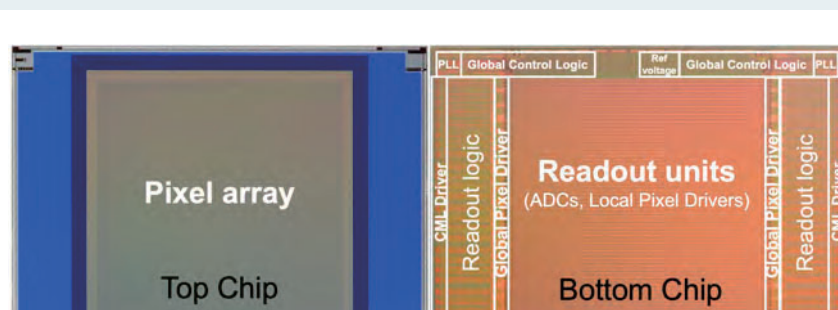 PLL
Global Control Logic
Ref
voltage
Global Control Logic
PLL
CML Driver
Readout logic
Global Pixel Driver
Pixel array
Readout units
(ADCs, Local Pixel Drivers)
Global Pixel Driver
Readout logic
CML Driver
Top Chip
Bottom Chip